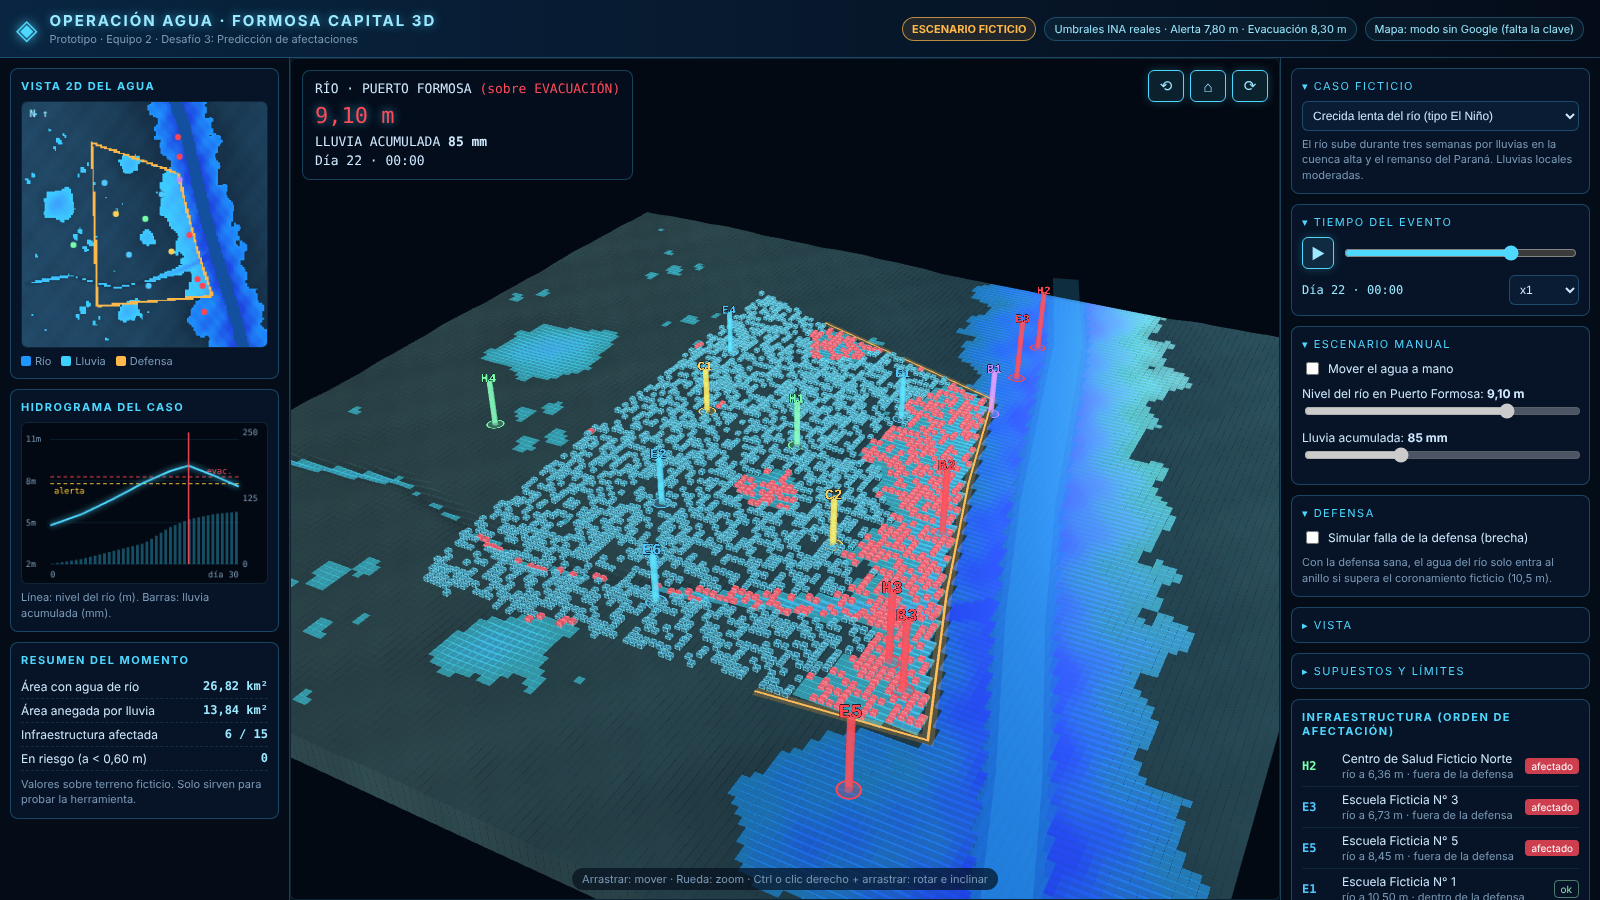 OPERACIÓN AGUA · FORMOSA CAPITAL 3D
Prototipo · Equipo 2 · Desafío 3: Predicción de afectaciones
ESCENARIO FICTICIO
Umbrales INA reales · Alerta 7,80 m · Evacuación 8,30 m
Mapa: modo sin Google (falta la clave)
VISTA 2D DEL AGUA
N ↑
Río
Lluvia
Defensa
HIDROGRAMA DEL CASO
11m
250
evac.
8m
alerta
125
5m
2m
0
0
día 30
Línea: nivel del río (m). Barras: lluvia
acumulada (mm).
RESUMEN DEL MOMENTO
Área con agua de río 26,82 km²
Área anegada por lluvia 13,84 km²
Infraestructura afectada 6 / 15
En riesgo (a < 0,60 m) 0
Valores sobre terreno ficticio. Solo sirven para
probar la herramienta.
RÍO · PUERTO FORMOSA (sobre EVACUACIÓN)
9,10 m
LLUVIA ACUMULADA 85 mm
Día 22 · 00:00
H2
E3
E4
B1
C1
E1
H4
H1
E2
B2
C2
E6
H3
B3
E5
Arrastrar: mover · Rueda: zoom · Ctrl o clic derecho + arrastrar: rotar e inclinar
▾ CASO FICTICIO
Crecida lenta del río (tipo El Niño)
El río sube durante tres semanas por lluvias en la
cuenca alta y el remanso del Paraná. Lluvias locales
moderadas.
▾ TIEMPO DEL EVENTO
Día 22 · 00:00
x1
▾ ESCENARIO MANUAL
Mover el agua a mano
Nivel del río en Puerto Formosa: 9,10 m
Lluvia acumulada: 85 mm
▾ DEFENSA
Simular falla de la defensa (brecha)
Con la defensa sana, el agua del río solo entra al
anillo si supera el coronamiento ficticio (10,5 m).
▸ VISTA
▸ SUPUESTOS Y LÍMITES
INFRAESTRUCTURA (ORDEN DE
AFECTACIÓN)
H2 Centro de Salud Ficticio Norte afectado
río a 6,36 m · fuera de la defensa
E3 Escuela Ficticia N° 3 afectado
río a 6,73 m · fuera de la defensa
E5 Escuela Ficticia N° 5 afectado
río a 8,45 m · fuera de la defensa
E1 Escuela Ficticia N° 1 ok
río a 10,50 m · dentro de la defensa